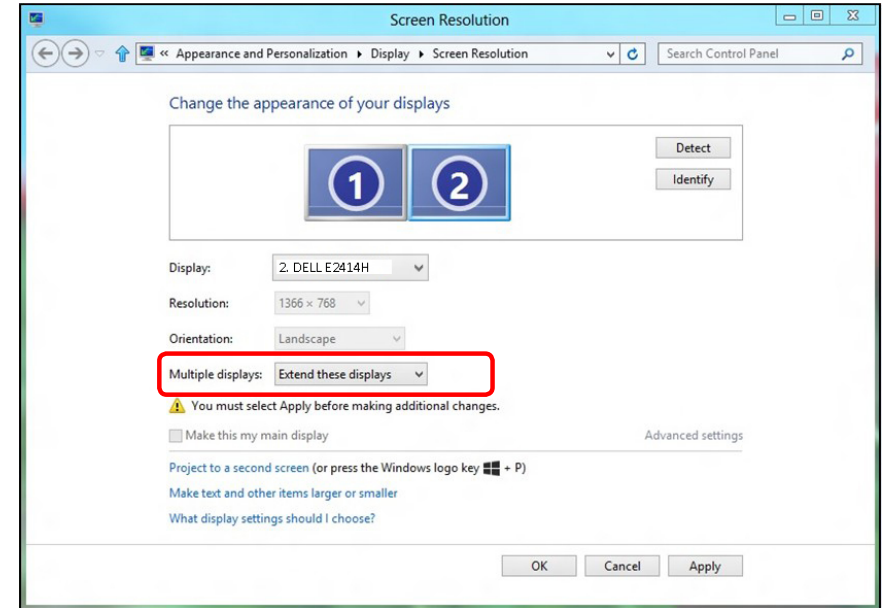 Screen Resolution
« Appearance and Personalization ▸ Display ▸ Screen Resolution
Search Control Panel
Change the appearance of your displays
1
2
Detect
Identify
Display: 2. DELL E2414H
Resolution: 1366 × 768
Orientation: Landscape
Multiple displays: Extend these displays
You must select Apply before making additional changes.
Make this my main display
Advanced settings
Project to a second screen (or press the Windows logo key + P)
Make text and other items larger or smaller
What display settings should I choose?
OK Cancel Apply